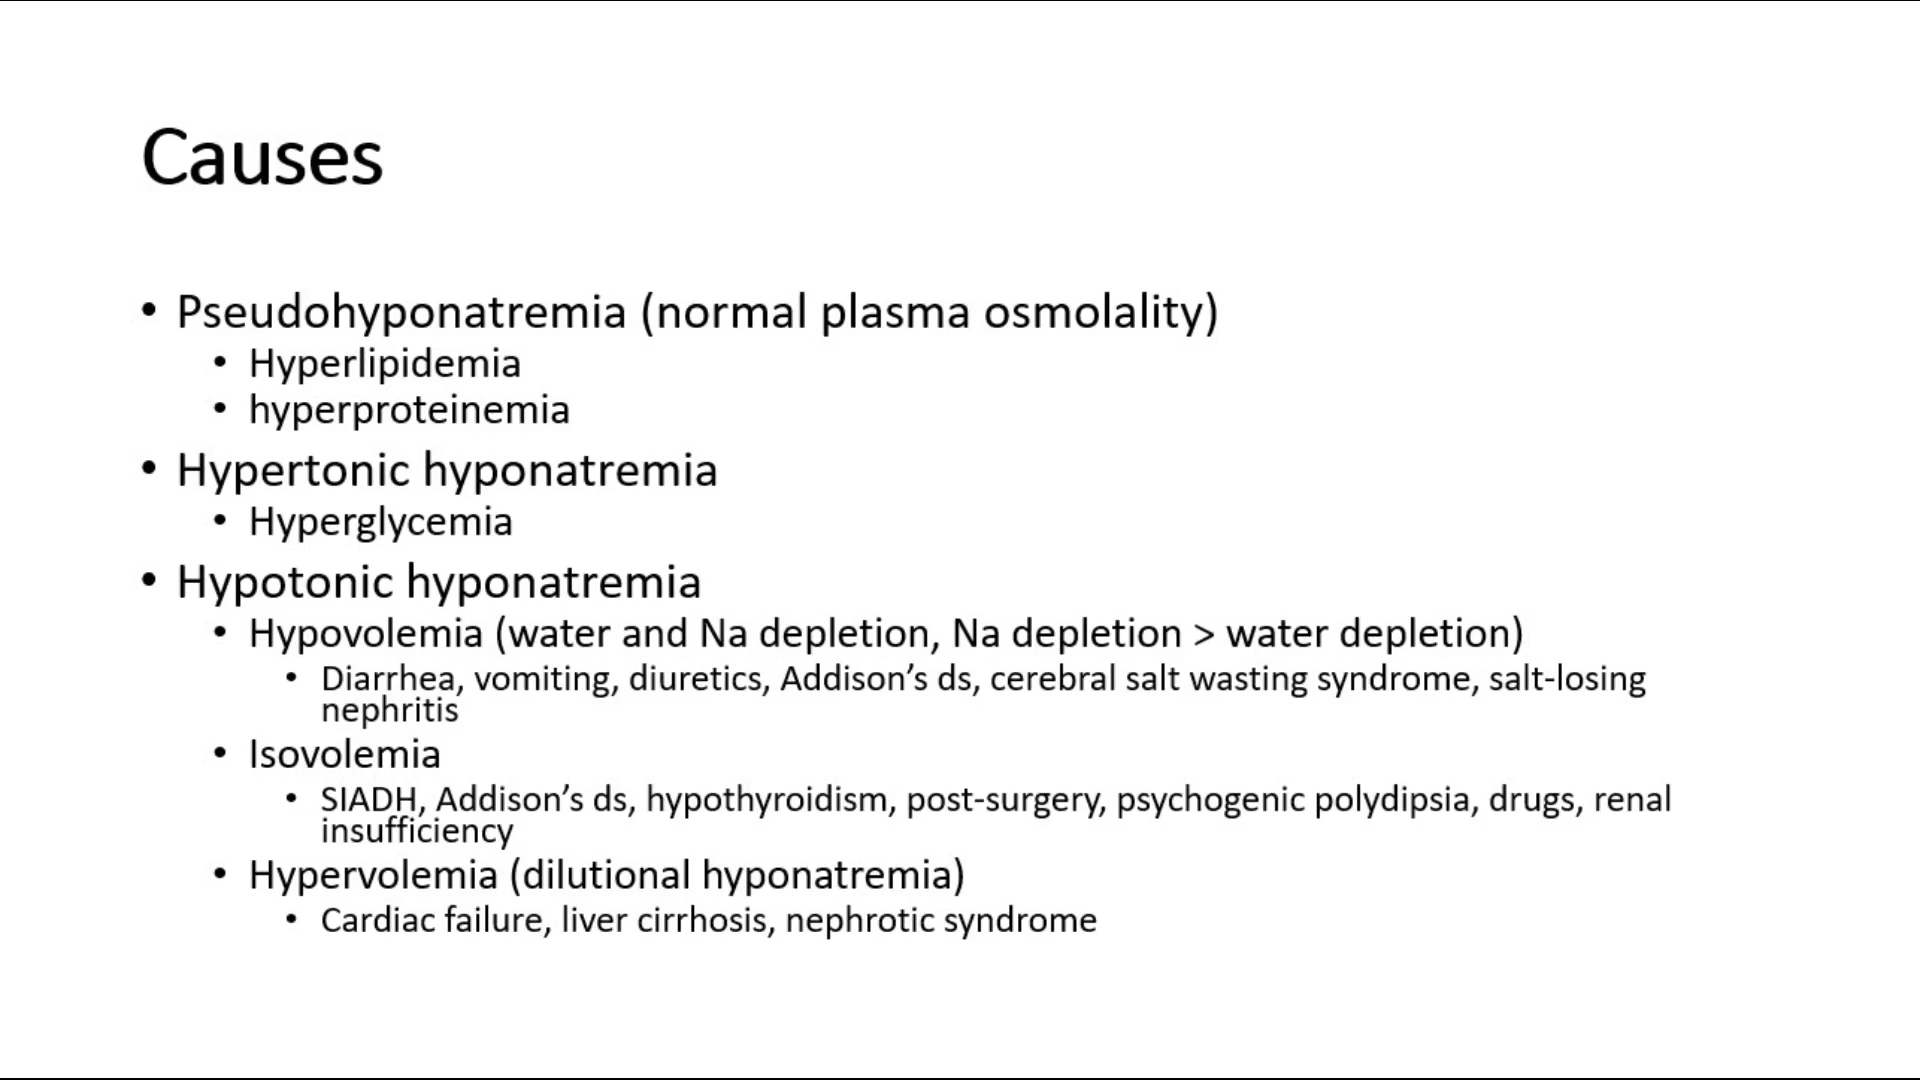 Causes
• Pseudohyponatremia (normal plasma osmolality)
• Hyperlipidemia
• hyperproteinemia
• Hypertonic hyponatremia
• Hyperglycemia
• Hypotonic hyponatremia
• Hypovolemia (water and Na depletion, Na depletion > water depletion)
• Diarrhea, vomiting, diuretics, Addison’s ds, cerebral salt wasting syndrome, salt-losing
nephritis
• Isovolemia
• SIADH, Addison’s ds, hypothyroidism, post-surgery, psychogenic polydipsia, drugs, renal
insufficiency
• Hypervolemia (dilutional hyponatremia)
• Cardiac failure, liver cirrhosis, nephrotic syndrome